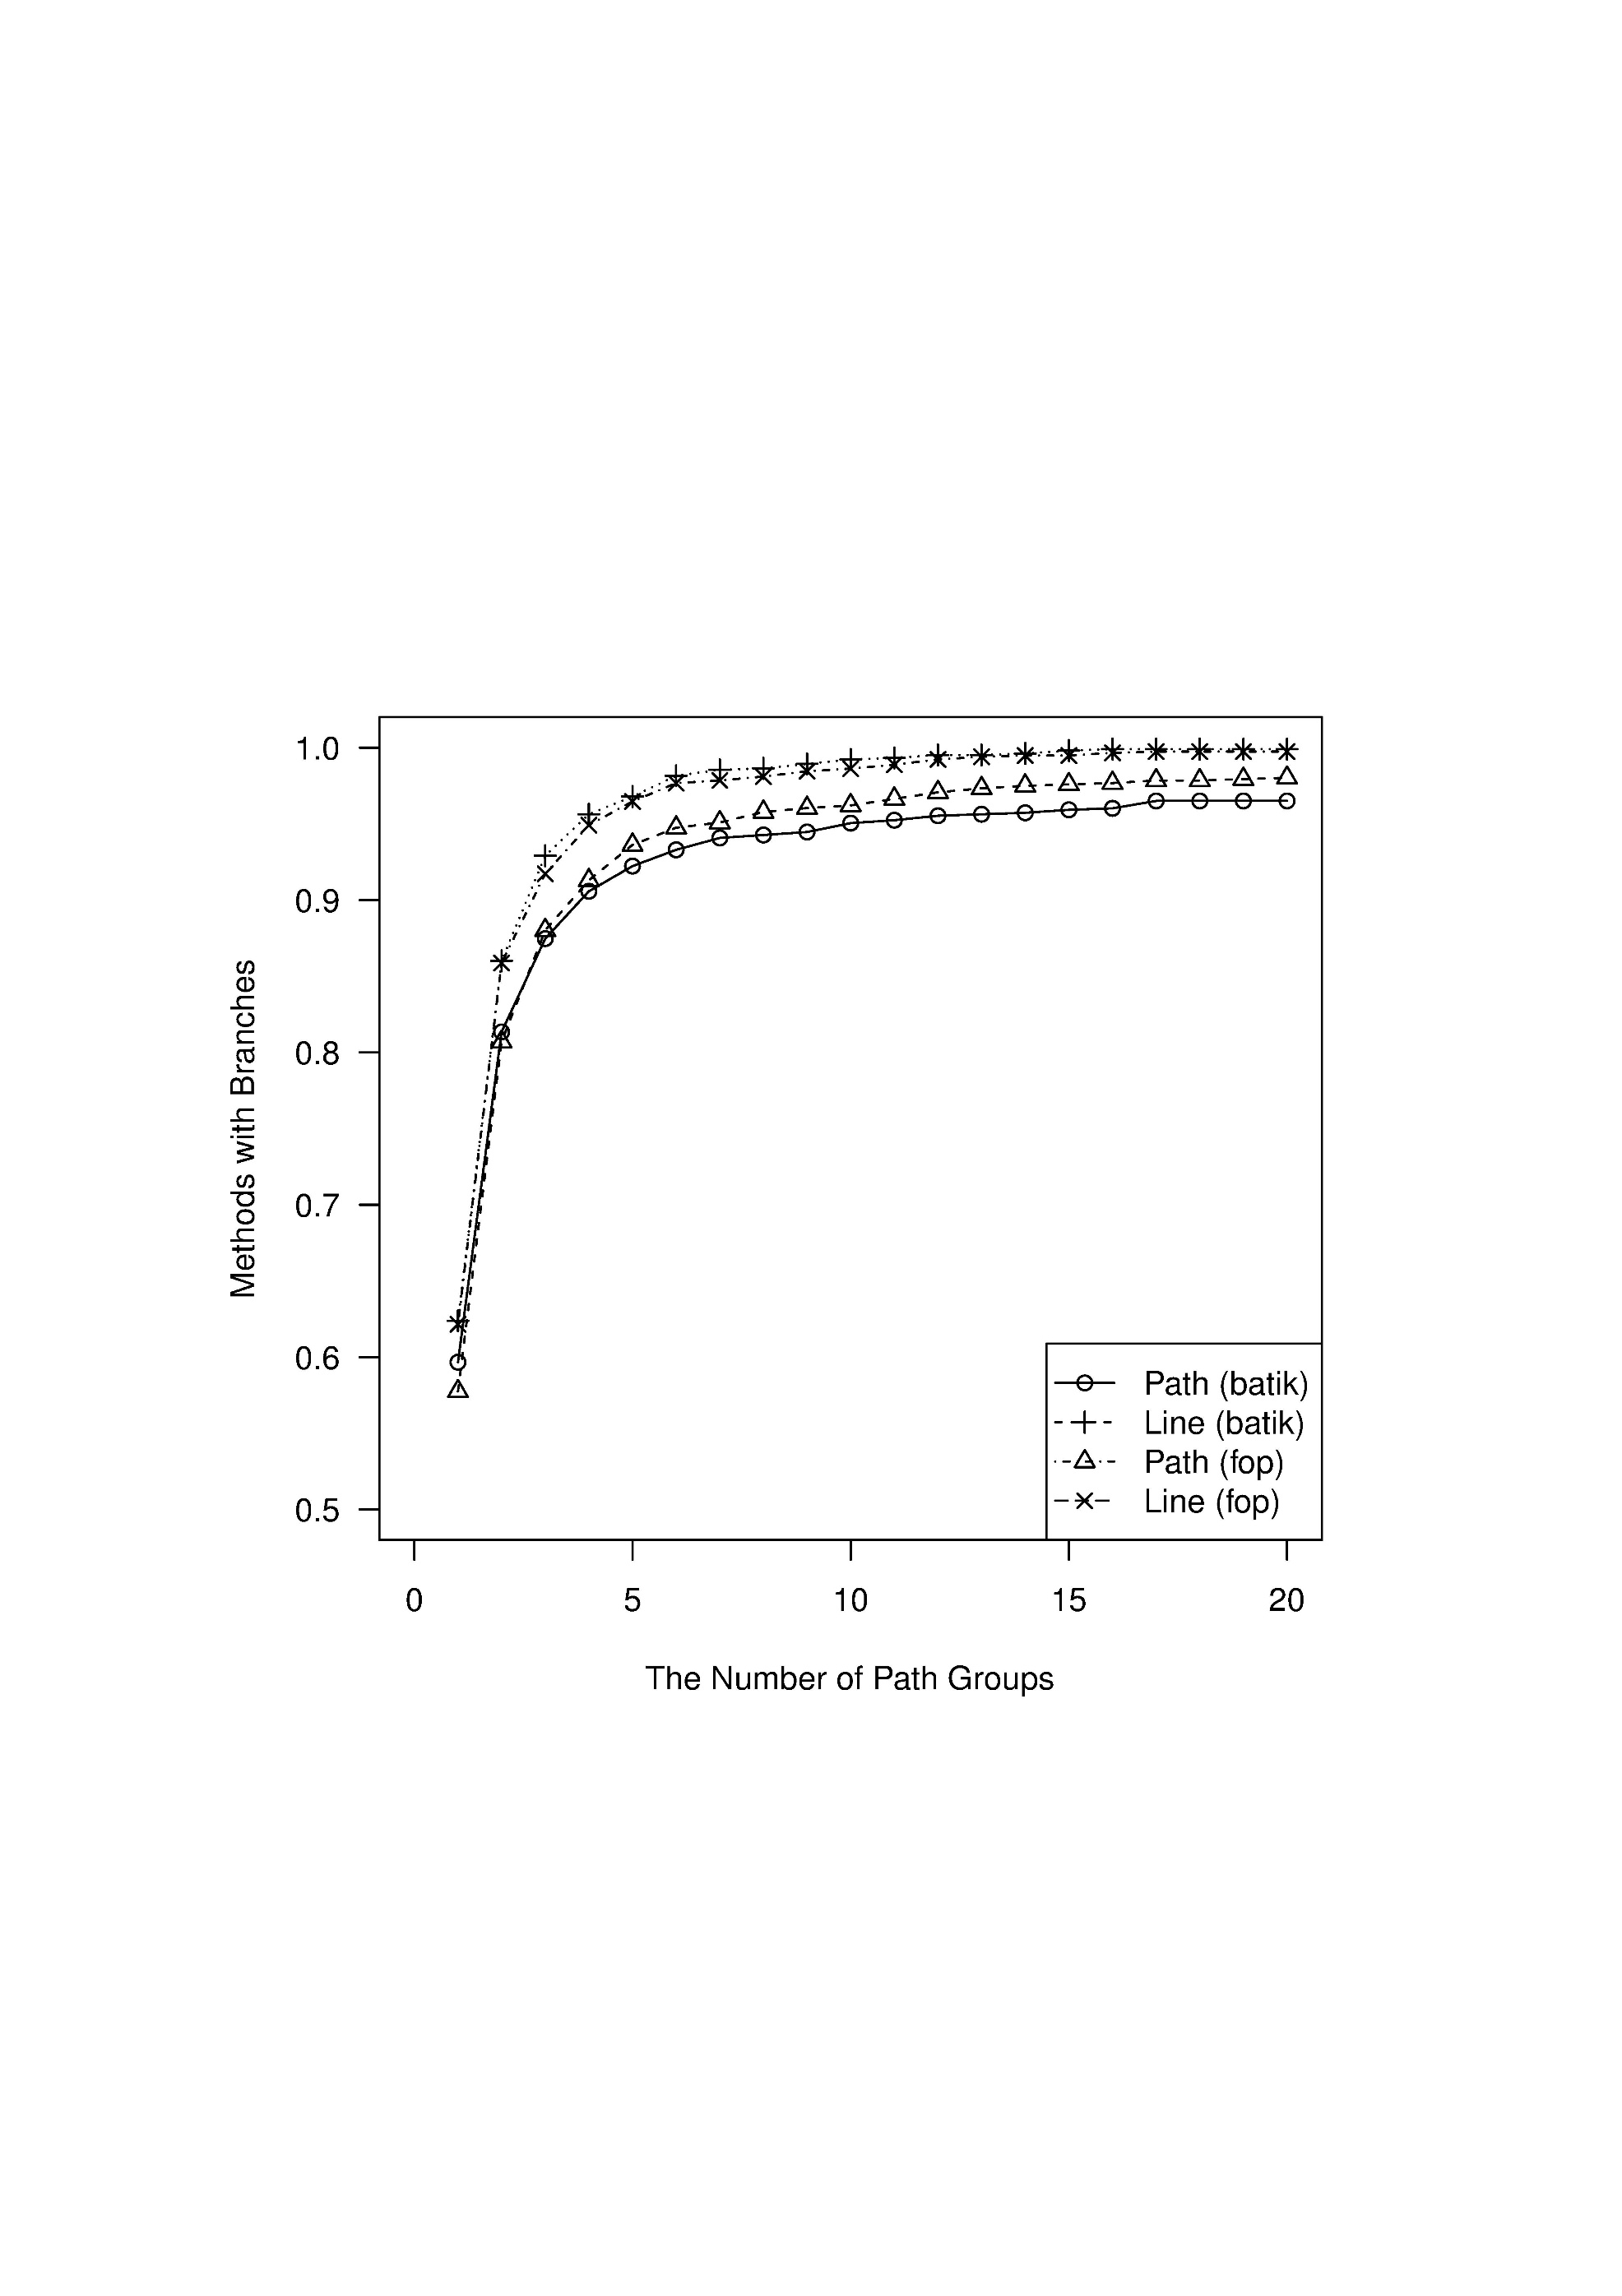 1.0
0.9
0.8
0.7
0.6
0.5
Methods with Branches
Path (batik)
Line (batik)
Path (fop)
Line (fop)
0 5 10 15 20
The Number of Path Groups